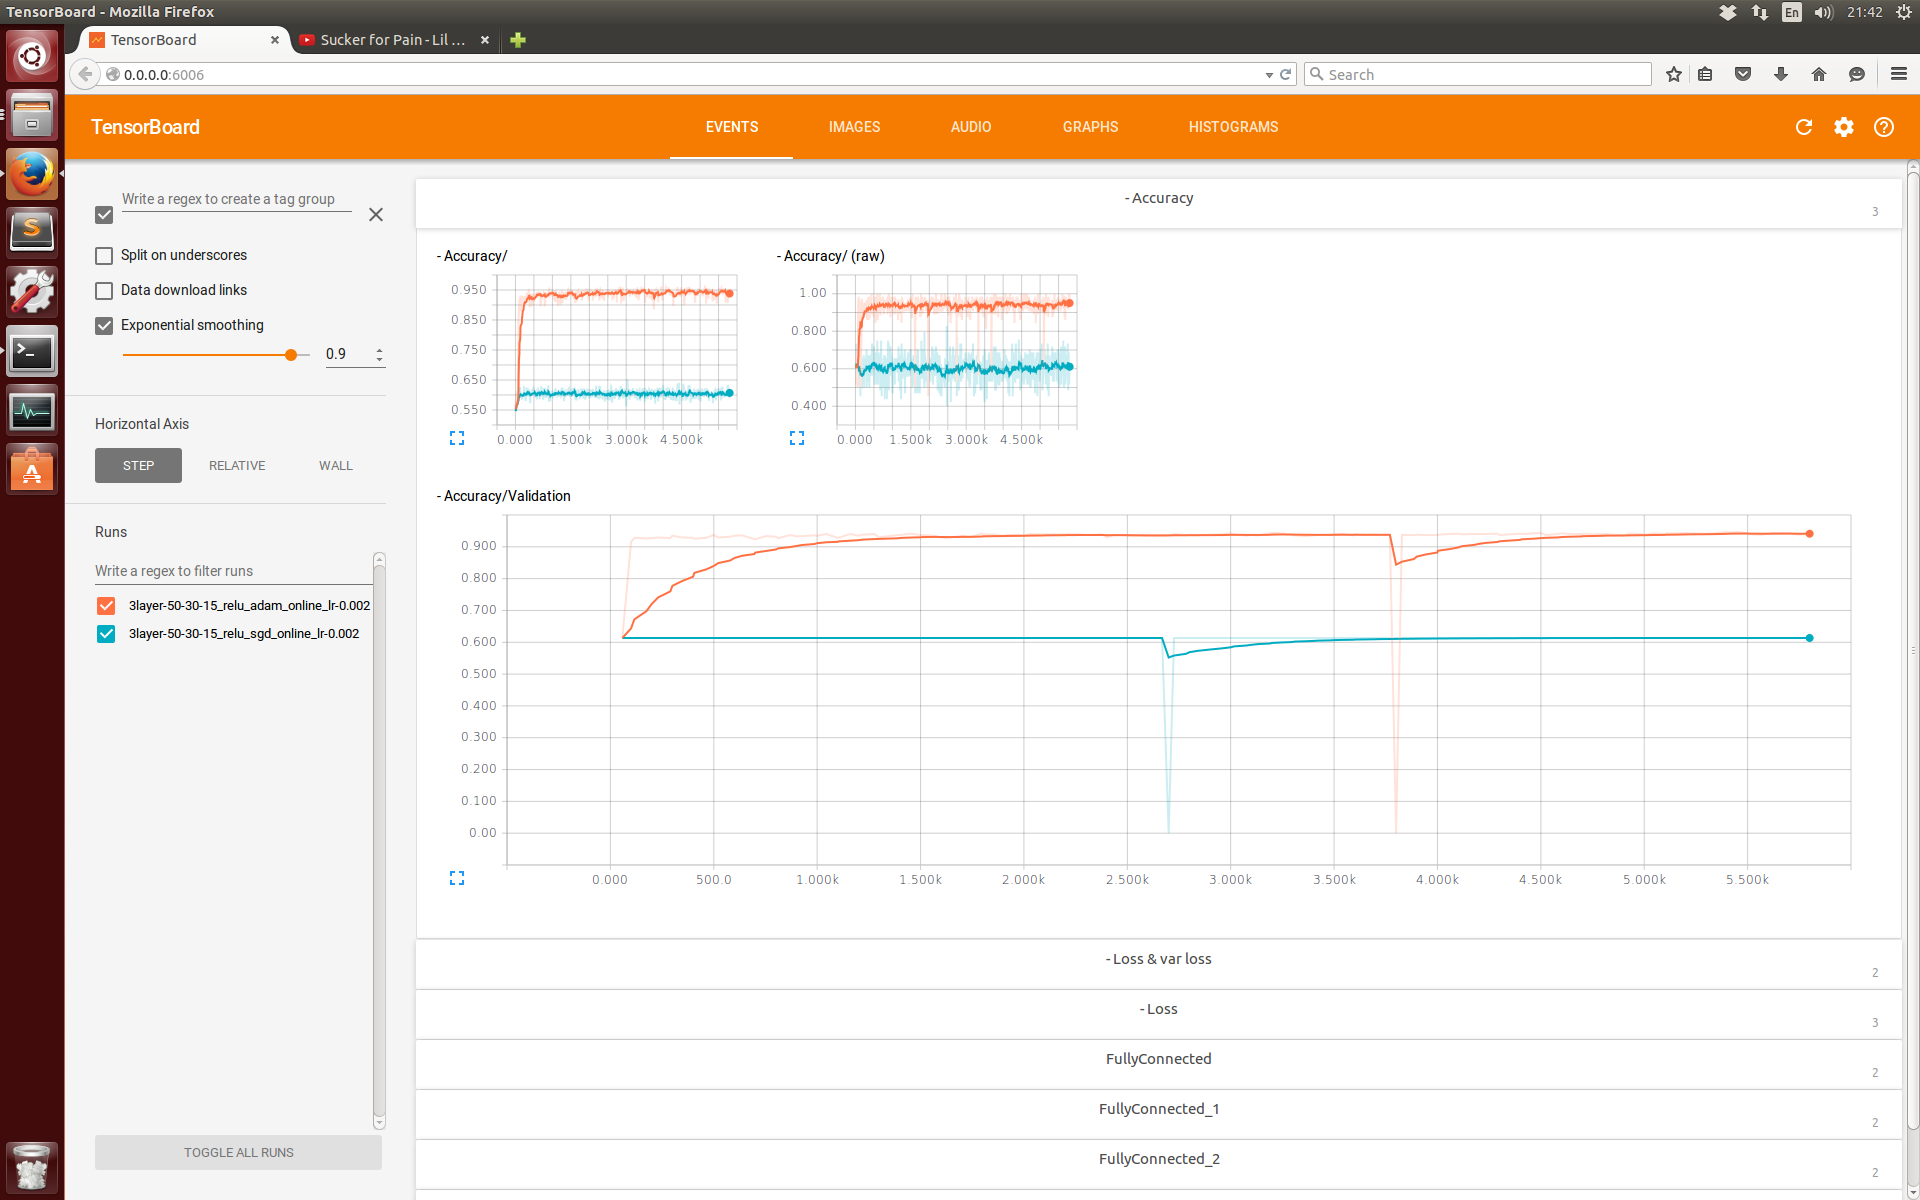 TensorBoard - Mozilla Firefox
En
21:42
TensorBoard
Sucker for Pain - Lil ...
0.0.0.0:6006
Search
TensorBoard
EVENTS
IMAGES
AUDIO
GRAPHS
HISTOGRAMS
Write a regex to create a tag group
Split on underscores
Data download links
Exponential smoothing
0.9
Horizontal Axis
STEP
RELATIVE
WALL
Runs
Write a regex to filter runs
3layer-50-30-15_relu_adam_online_lr-0.002
3layer-50-30-15_relu_sgd_online_lr-0.002
TOGGLE ALL RUNS
- Accuracy
3
- Accuracy/
0.950
0.850
0.750
0.650
0.550
0.000 1.500k 3.000k 4.500k
- Accuracy/ (raw)
1.00
0.800
0.600
0.400
0.000 1.500k 3.000k 4.500k
- Accuracy/Validation
0.900
0.800
0.700
0.600
0.500
0.400
0.300
0.200
0.100
0.00
0.000 500.0 1.000k 1.500k 2.000k 2.500k 3.000k 3.500k 4.000k 4.500k 5.000k 5.500k
- Loss & var loss
2
- Loss
3
FullyConnected
2
FullyConnected_1
2
FullyConnected_2
2